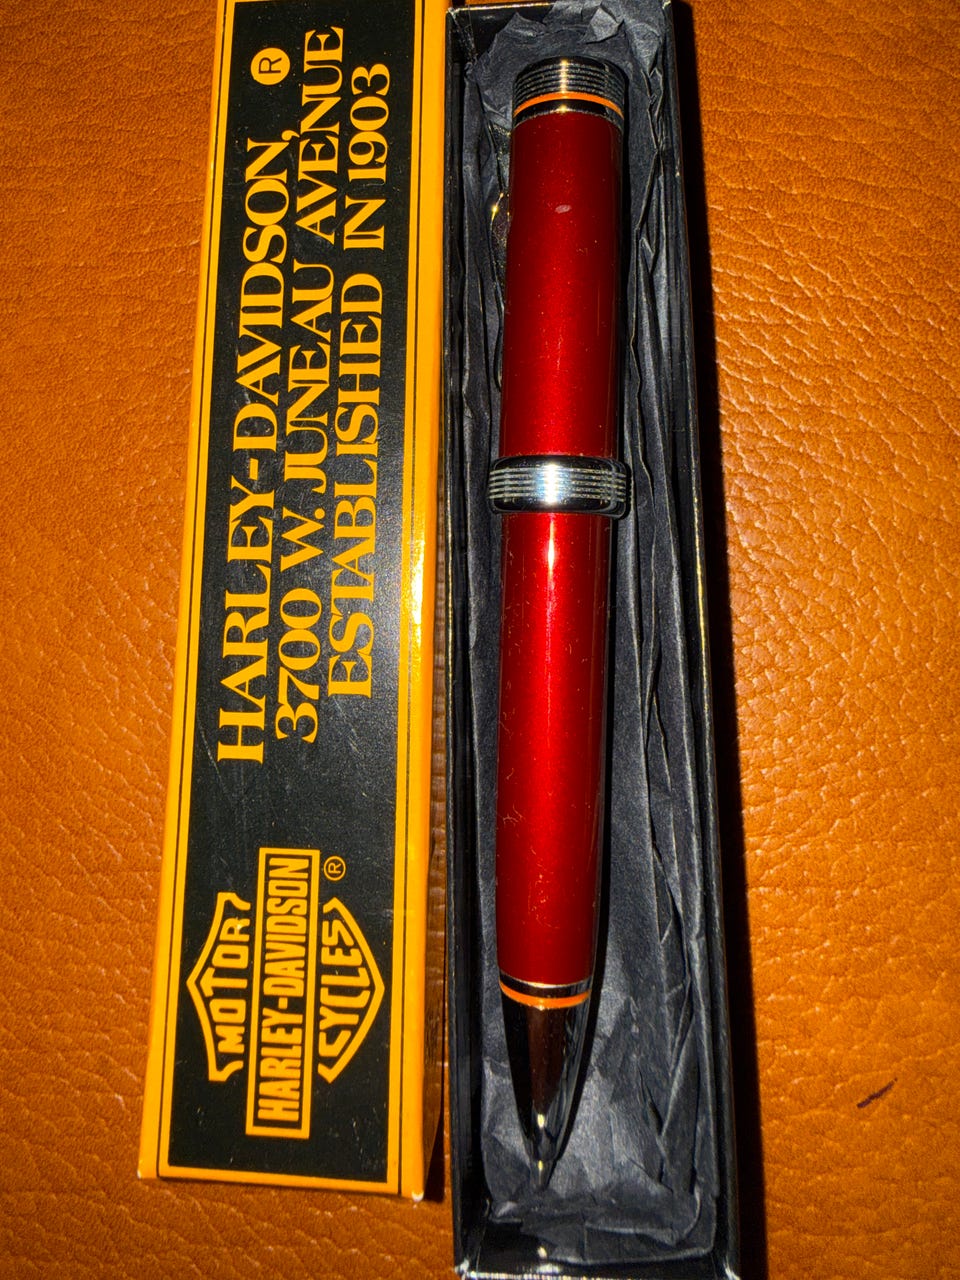 HARLEY-DAVIDSON, ®
3700 W. JUNEAU AVENUE
ESTABLISHED IN 1903
MOTOR
HARLEY-DAVIDSON
CYCLES ®